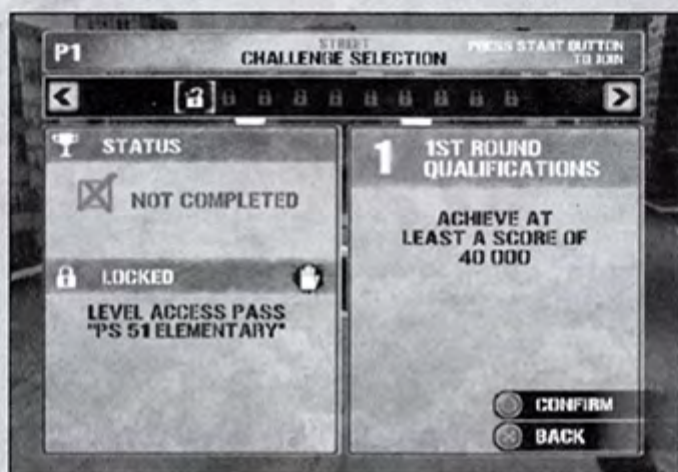 P1
STREET
CHALLENGE SELECTION
PRESS START BUTTON
TO JOIN
STATUS
NOT COMPLETED
LOCKED
LEVEL ACCESS PASS
"PS 51 ELEMENTARY"
1
1ST ROUND
QUALIFICATIONS
ACHIEVE AT
LEAST A SCORE OF
40 000
CONFIRM
BACK